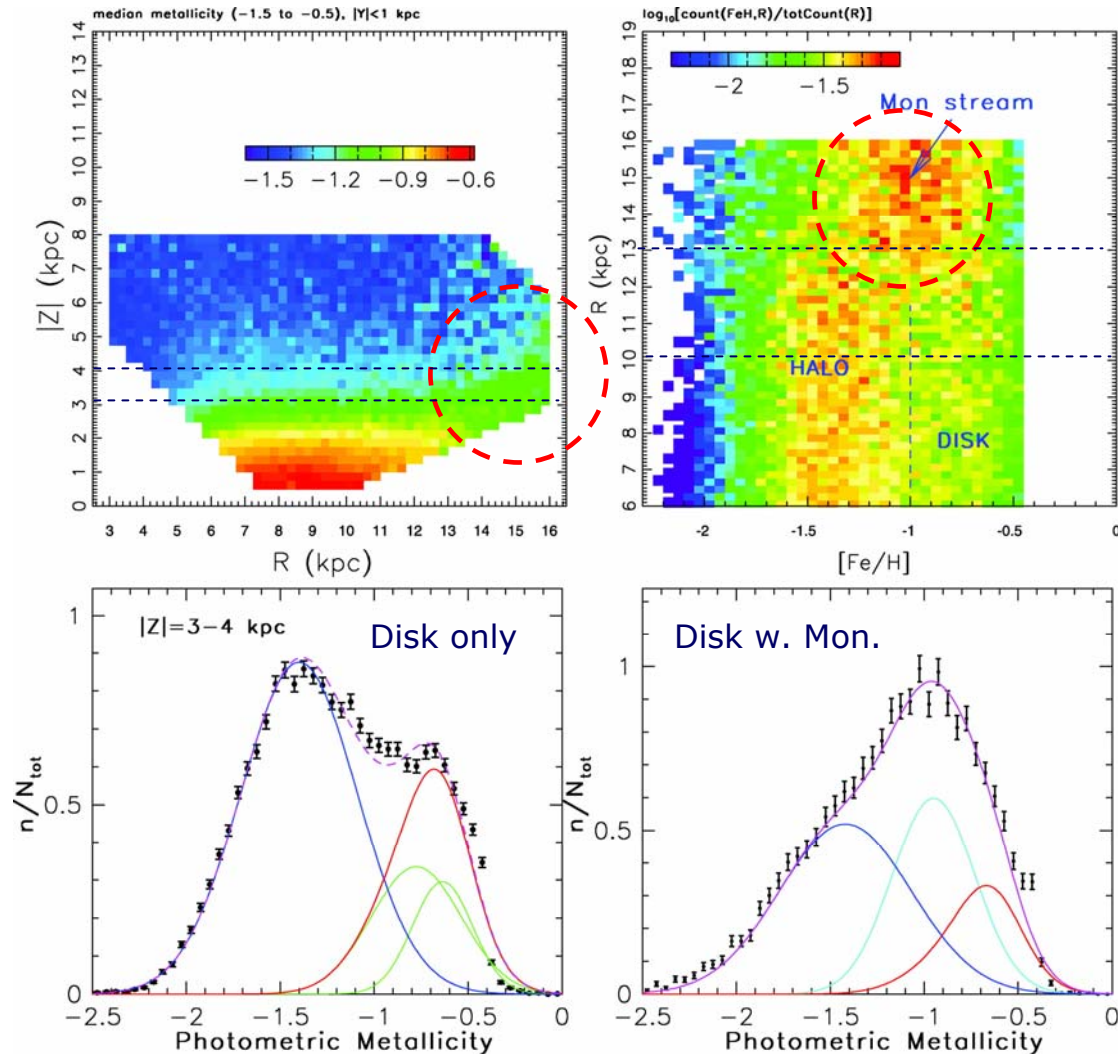 median metallicity (-1.5 to -0.5), |Y|<1 kpc
14
13
12
11
10
9
8
7
6
5
4
3
2
1
0
|Z| (kpc)
-1.5 -1.2 -0.9 -0.6
3 4 5 6 7 8 9 10 11 12 13 14 15 16
R (kpc)
log10[count(FeH,R)/totCount(R)]
19
18
17
16
15
14
13
12
11
10
9
8
7
6
R (kpc)
-2 -1.5
Mon stream
HALO
DISK
-2 -1.5 -1 -0.5 0
[Fe/H]
|Z|=3-4 kpc
Disk only
1
0.5
0
n/Ntot
-2.5 -2 -1.5 -1 -0.5 0
Photometric Metallicity
Disk w. Mon.
1
0.5
0
n/Ntot
-2.5 -2 -1.5 -1 -0.5 0
Photometric Metallicity